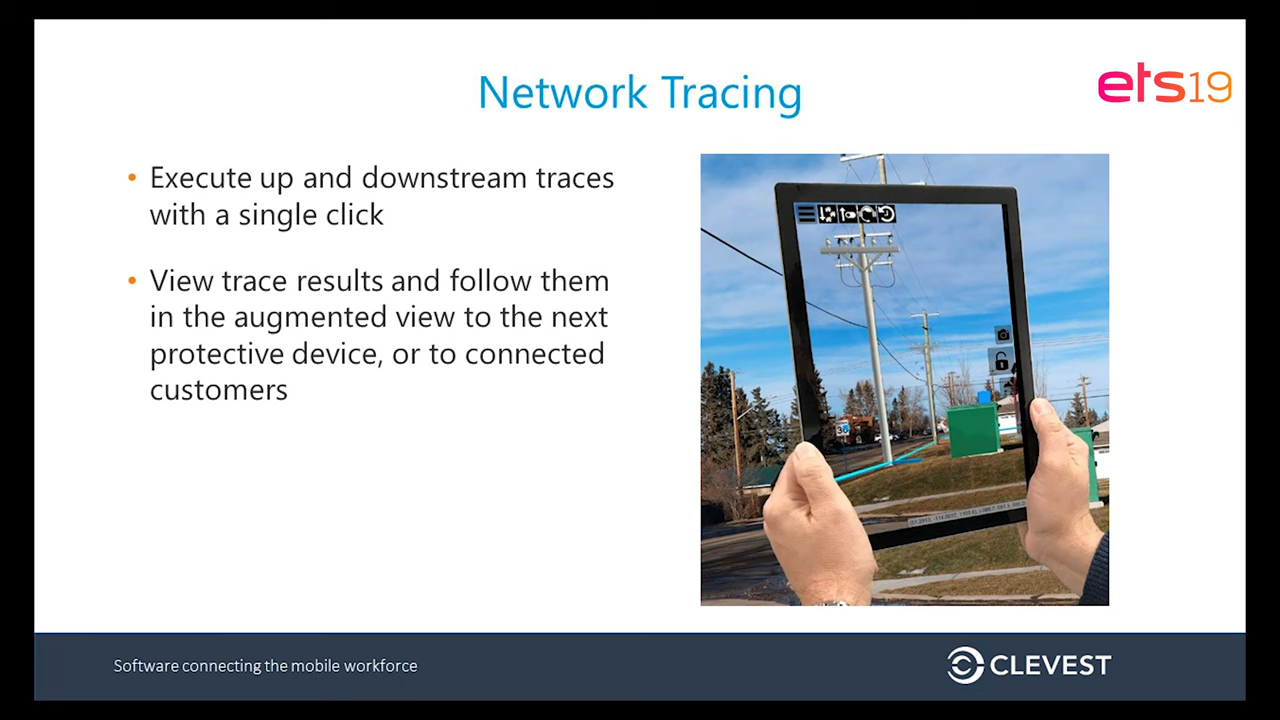 Network Tracing
ets19
• Execute up and downstream traces
with a single click
• View trace results and follow them
in the augmented view to the next
protective device, or to connected
customers
Software connecting the mobile workforce
CLEVEST